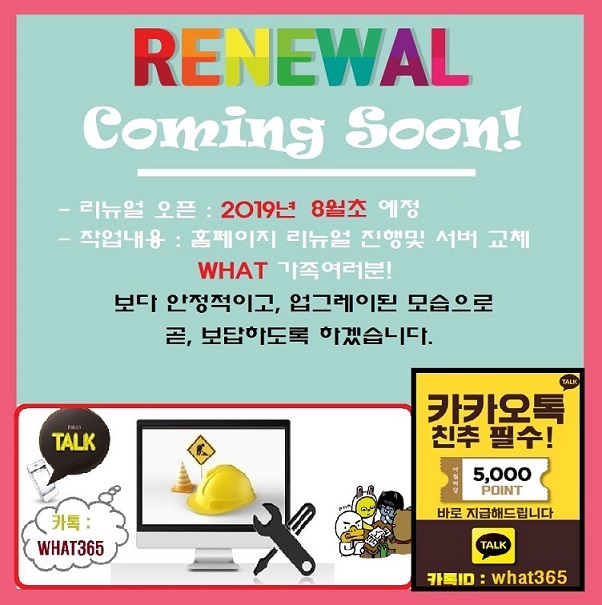 RENEWAL
Coming Soon!
- 리뉴얼 오픈 : 2019년 8월초 예정
- 작업내용 : 홈페이지 리뉴얼 진행및 서버 교체
WHAT 가족여러분!
보다 안정적이고, 업그레이된 모습으로
곧, 보답하도록 하겠습니다.
TALK
카톡 :
WHAT365
TALK
카카오톡
친추 필수!
5,000
POINT
바로 지급해드립니다
TALK
카톡ID : what365